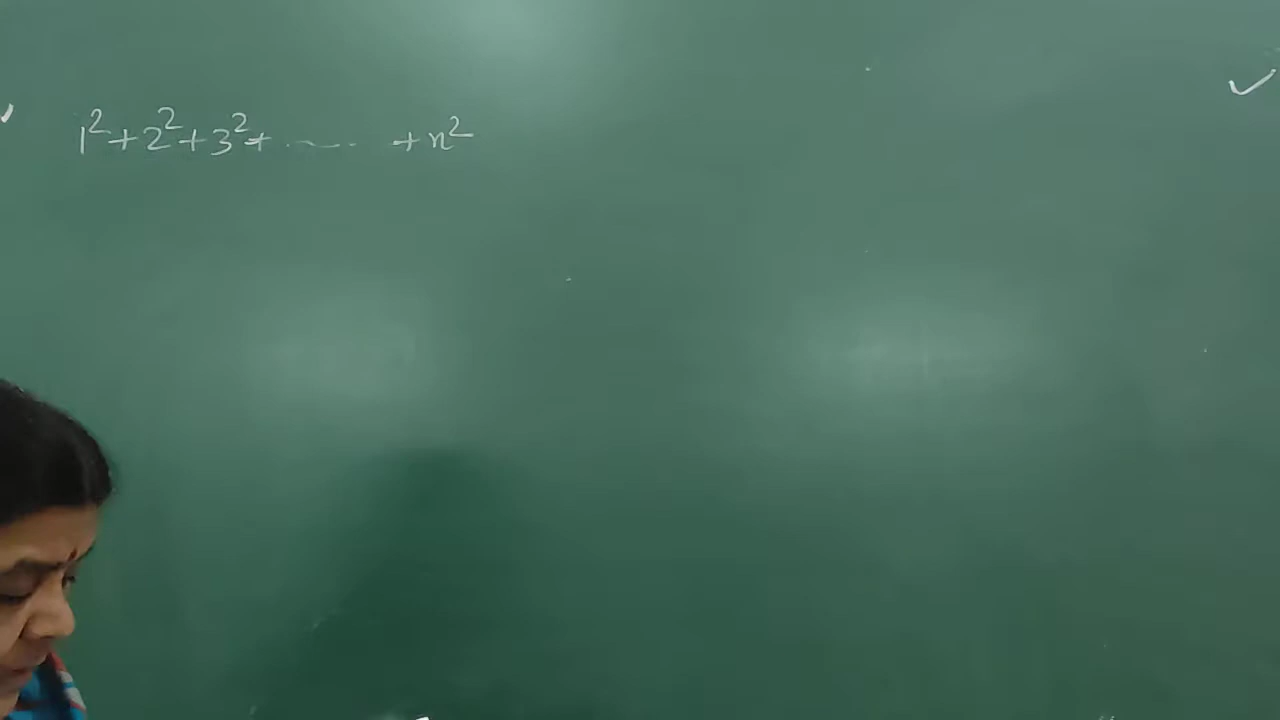 1²+2²+3²+ ...... +n²